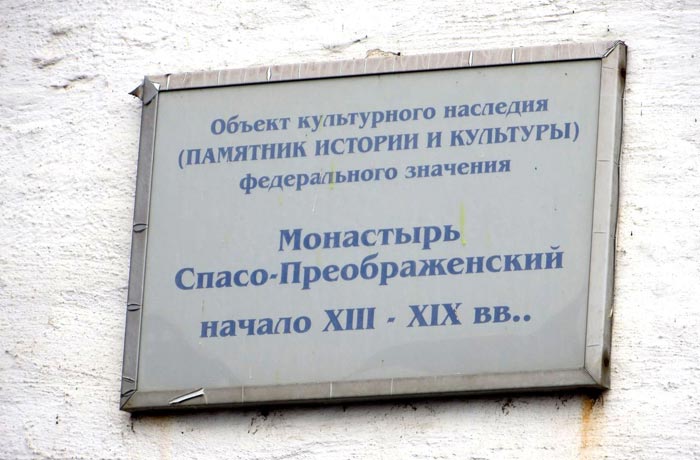 Объект культурного наследия
(ПАМЯТНИК ИСТОРИИ И КУЛЬТУРЫ)
федерального значения
Монастырь
Спасо-Преображенский
начало XIII - XIX вв..